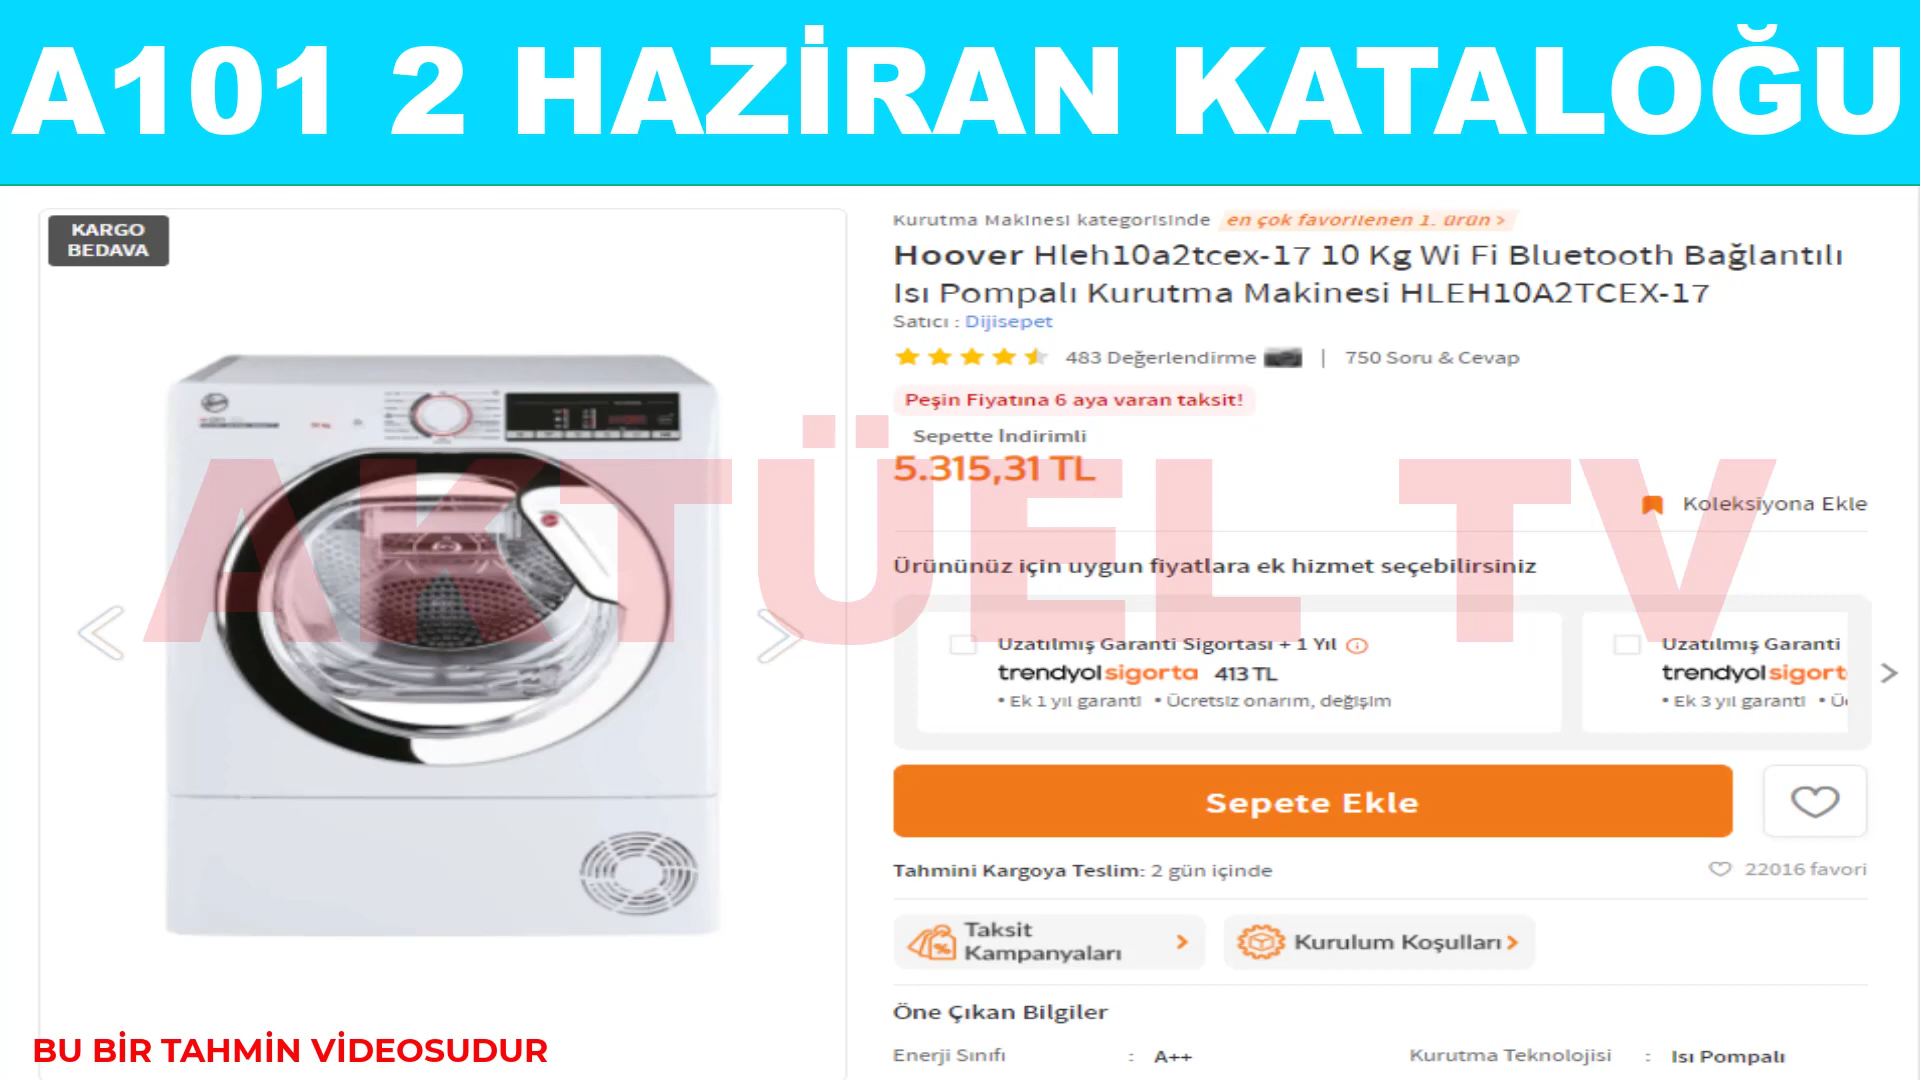 A101 2 HAZİRAN KATALOĞU
KARGO
BEDAVA
Kurutma Makinesi kategorisinde en çok favorilenen 1. ürün >
Hoover Hleh10a2tcex-17 10 Kg Wi Fi Bluetooth Bağlantılı
Isı Pompalı Kurutma Makinesi HLEH10A2TCEX-17
Satıcı : Dijisepet
483 Değerlendirme | 750 Soru & Cevap
Peşin Fiyatına 6 aya varan taksit!
Sepette İndirimli
5.315,31 TL
AKTÜEL TV
Koleksiyona Ekle
Ürününüz için uygun fiyatlara ek hizmet seçebilirsiniz
Uzatılmış Garanti Sigortası + 1 Yıl
trendyol sigorta 413 TL
• Ek 1 yıl garanti • Ücretsiz onarım, değişim
Uzatılmış Garanti
trendyol sigort
• Ek 3 yıl garanti • Ü
Sepete Ekle
Tahmini Kargoya Teslim: 2 gün içinde
22016 favori
Taksit
Kampanyaları
Kurulum Koşulları
Öne Çıkan Bilgiler
Enerji Sınıfı : A++
Kurutma Teknolojisi : Isı Pompalı
BU BİR TAHMİN VİDEOSUDUR